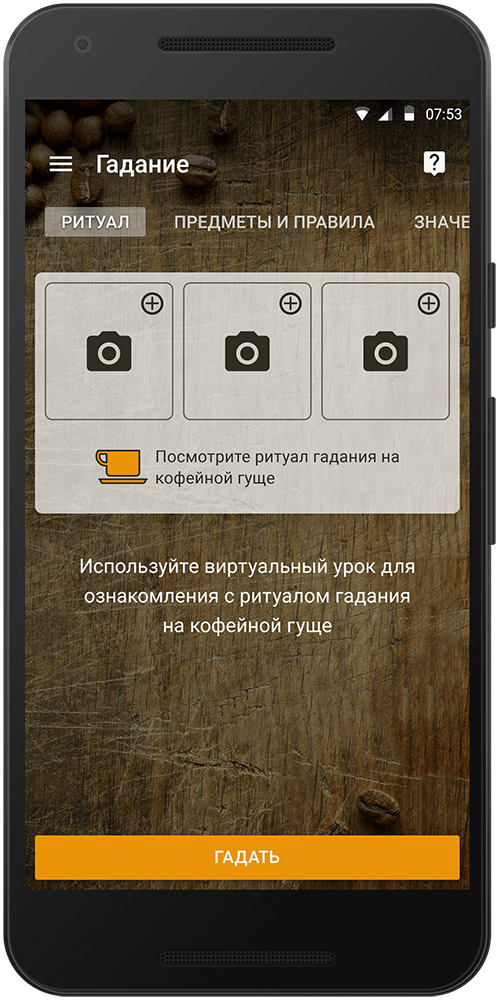 07:53
Гадание
РИТУАЛ ПРЕДМЕТЫ И ПРАВИЛА ЗНАЧЕ
Посмотрите ритуал гадания на
кофейной гуще
Используйте виртуальный урок для
ознакомления с ритуалом гадания
на кофейной гуще
ГАДАТЬ